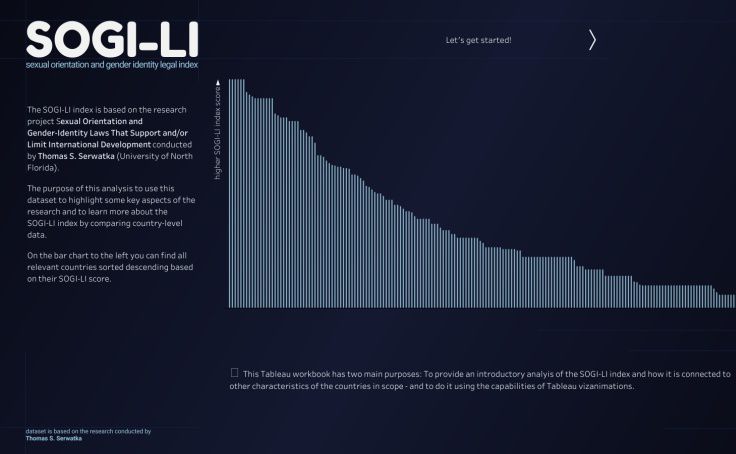 SOGI-LI
sexual orientation and gender identity legal index
Let's get started!
The SOGI-LI index is based on the research
project Sexual Orientation and
Gender-Identity Laws That Support and/or
Limit International Development conducted
by Thomas S. Serwatka (University of North
Florida).
The purpose of this analysis to use this
dataset to highlight some key aspects of the
research and to learn more about the
SOGI-LI index by comparing country-level
data.
On the bar chart to the left you can find all
relevant countries sorted descending based
on their SOGI-LI score.
higher SOGI-LI index score
This Tableau workbook has two main purposes: To provide an introductory analyis of the SOGI-LI index and how it is connected to
other characteristics of the countries in scope - and to do it using the capabilities of Tableau vizanimations.
dataset is based on the research conducted by
Thomas S. Serwatka